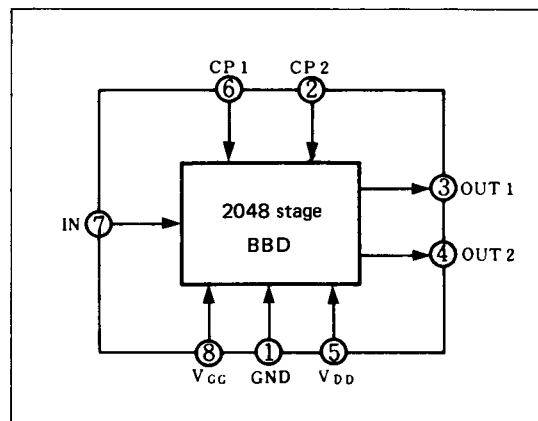 CP 1 CP 2
6 2
2048 stage
BBD
3 OUT 1
IN 7
4 OUT 2
8 1 5
VGG GND VDD